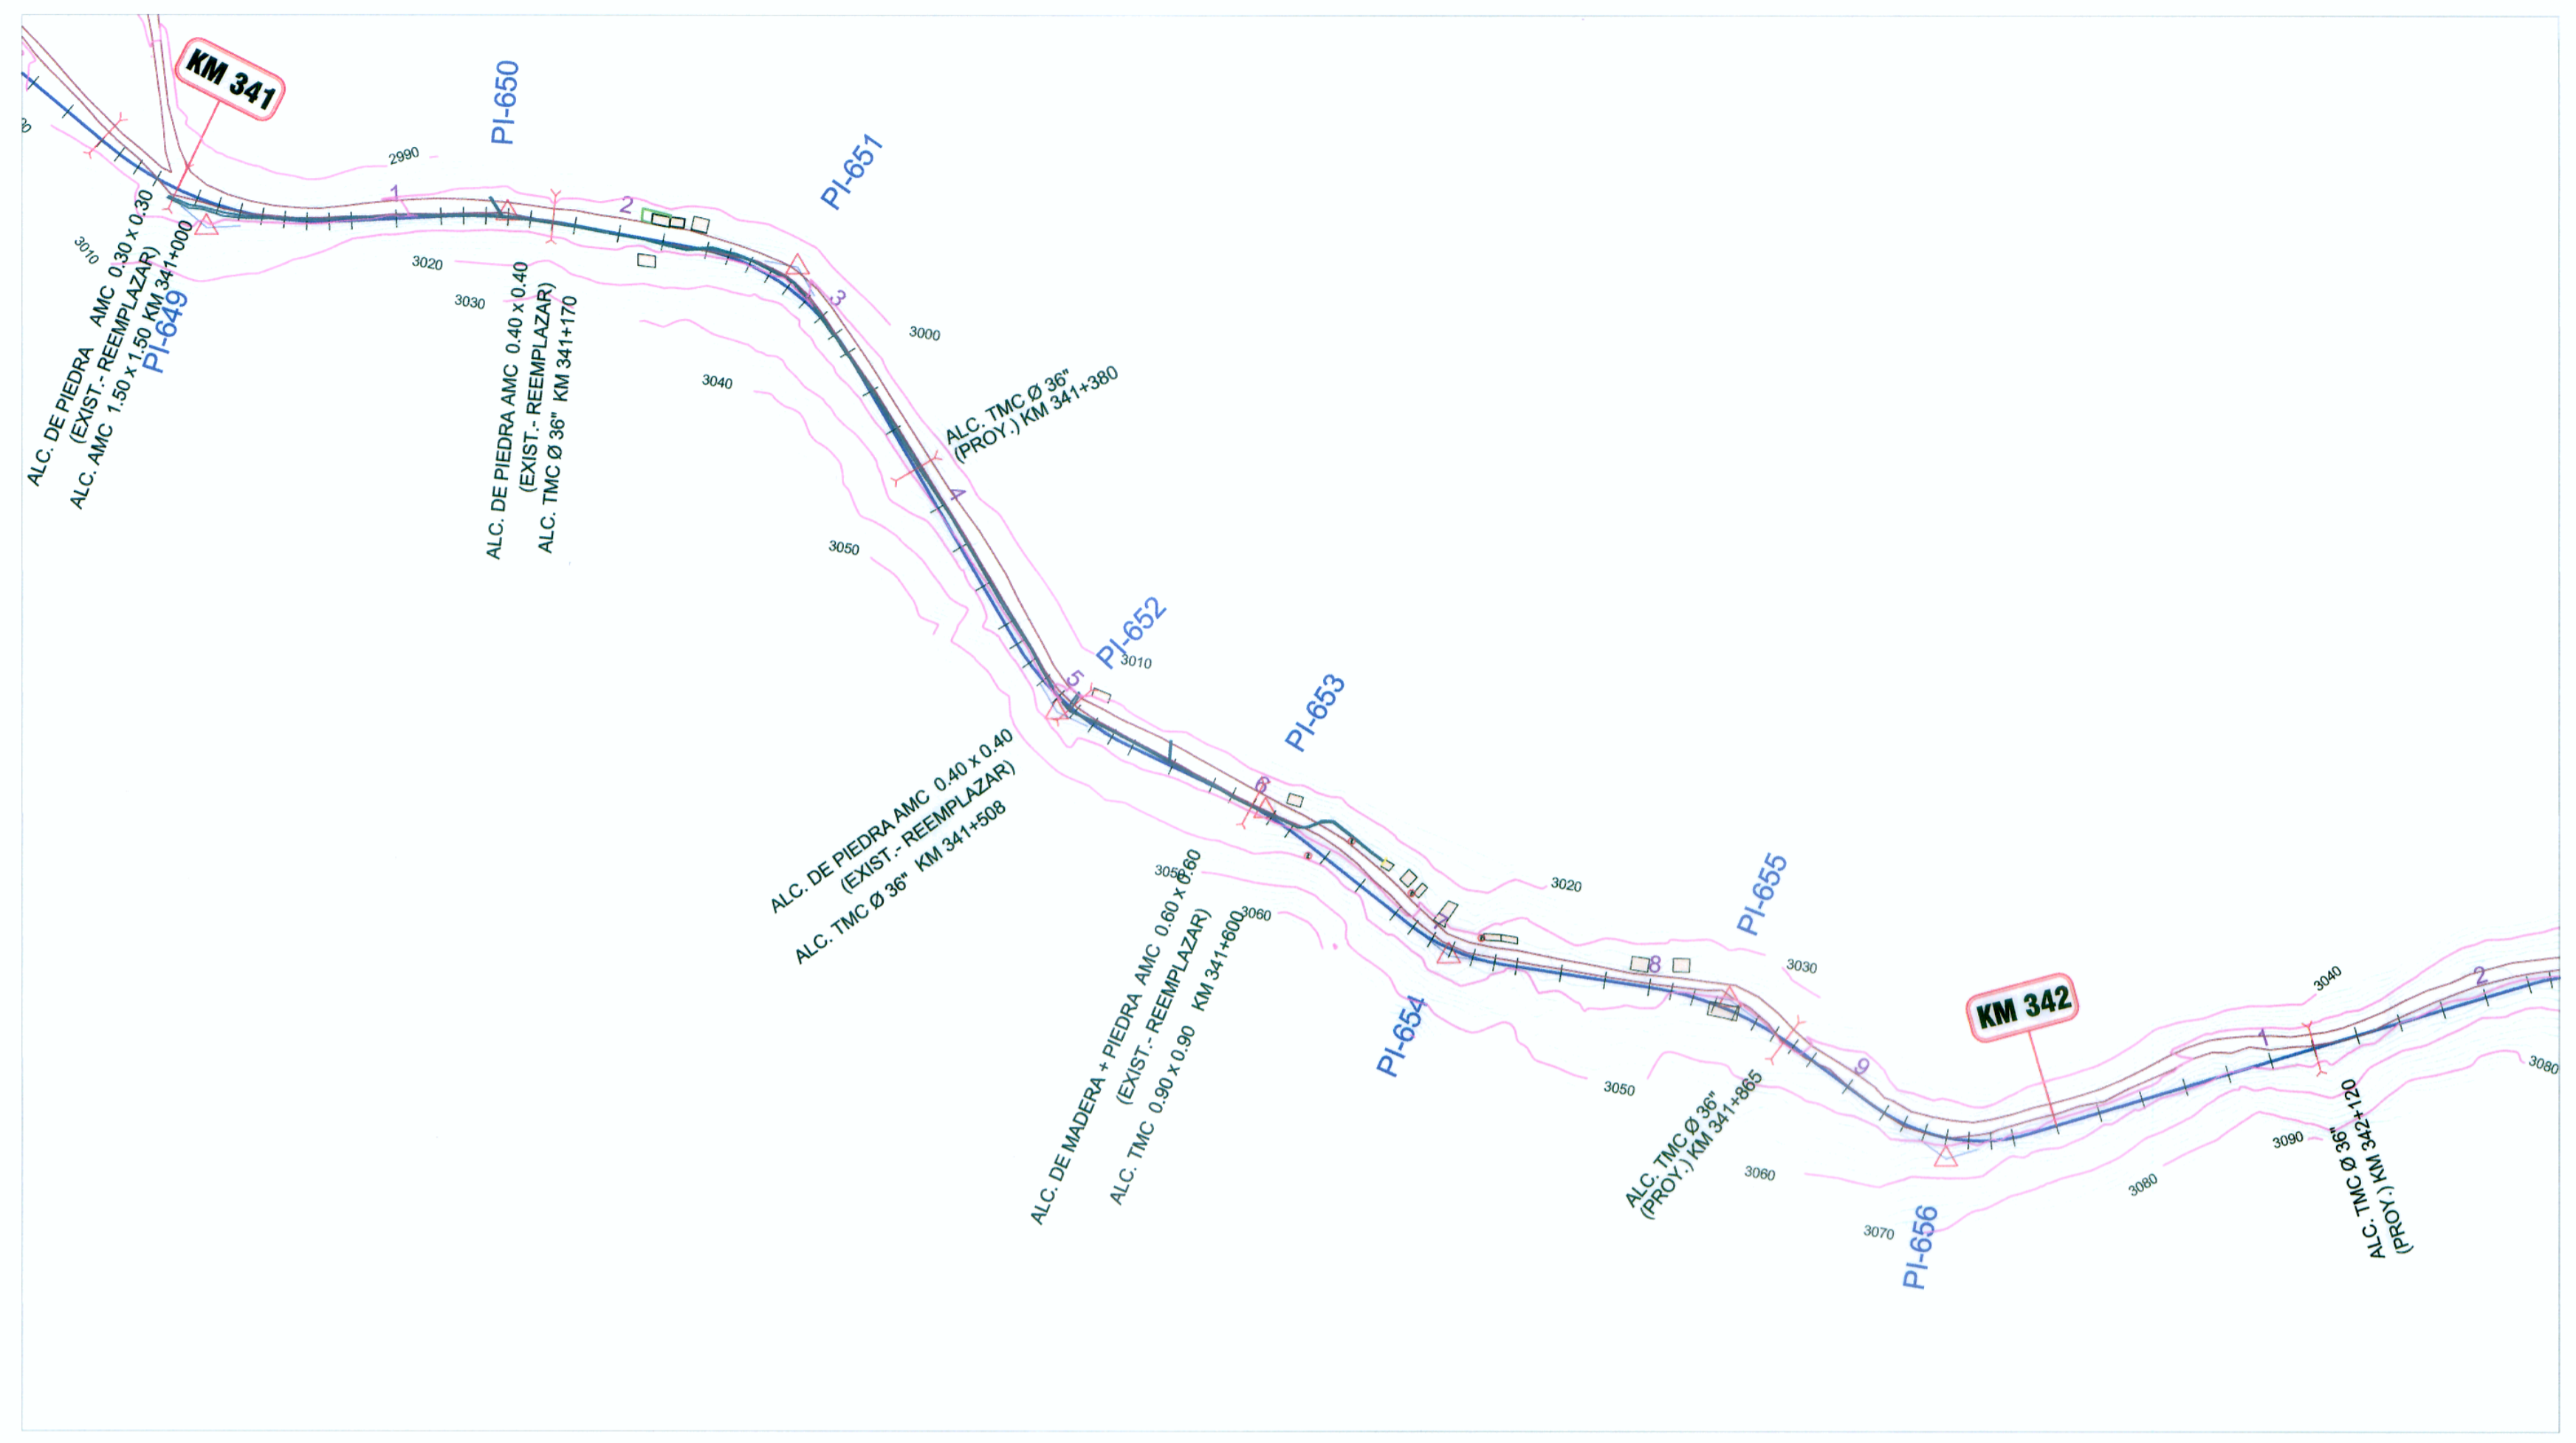 KM 341
PI-650
PI-651
2990
1
2
3010
3020
3030
3
3000
3040
ALC. DE PIEDRA AMC 0.30 x 0.30
(EXIST.- REEMPLAZAR)
ALC. AMC 1.50 x 1.50 KM 341+000
PI-649
ALC. DE PIEDRA AMC 0.40 x 0.40
(EXIST.- REEMPLAZAR)
ALC. TMC Ø 36" KM 341+170
ALC. TMC Ø 36"
(PROY.) KM 341+380
4
3050
PI-652
3010
5
PI-653
ALC. DE PIEDRA AMC 0.40 x 0.40
(EXIST.- REEMPLAZAR)
ALC. TMC Ø 36" KM 341+508
6
3050
3060
3020
7
ALC. DE MADERA + PIEDRA AMC 0.60 x 0.60
(EXIST.- REEMPLAZAR)
ALC. TMC 0.90 x 0.90 KM 341+600
PI-654
PI-655
8
3030
3050
9
ALC. TMC Ø 36"
(PROY.) KM 341+865
KM 342
3060
3070
PI-656
3080
3090
1
3040
2
3080
ALC. TMC Ø 36"
(PROY.) KM 342+120